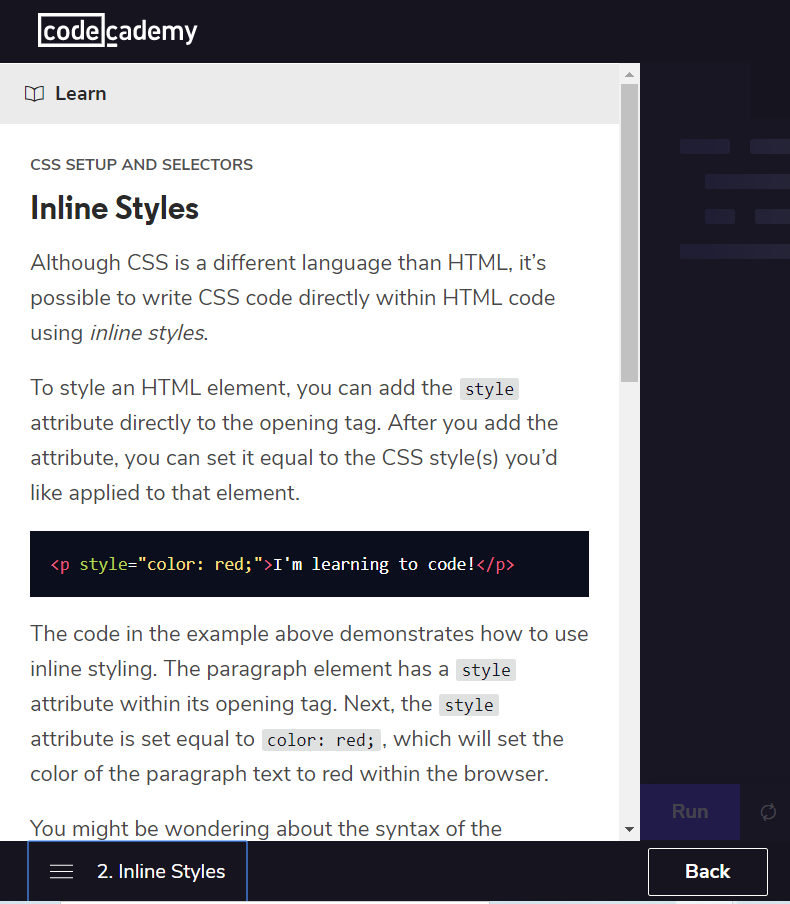 codecademy
Learn
CSS SETUP AND SELECTORS
Inline Styles
Although CSS is a different language than HTML, it’s
possible to write CSS code directly within HTML code
using inline styles.
To style an HTML element, you can add the style
attribute directly to the opening tag. After you add the
attribute, you can set it equal to the CSS style(s) you’d
like applied to that element.
<p style="color: red;">I'm learning to code!</p>
The code in the example above demonstrates how to use
inline styling. The paragraph element has a style
attribute within its opening tag. Next, the style
attribute is set equal to color: red;, which will set the
color of the paragraph text to red within the browser.
You might be wondering about the syntax of the
Run
2. Inline Styles
Back